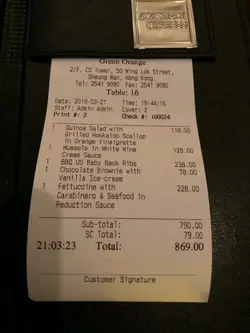 Green Orange
2/F, CS Tower, 50 Wing Lok Street,
Sheung Wan, Hong Kong.
Tel: 2541 9090 Fax: 2541 9080
Table: 16
Date: 2019-03-21 Time: 19:44:15
Staff: Admin Admin Cover: 2
Print #: 2 Check #: 100024
1 Quinoa Salad with 118.00
Grilled Hokkaido Scallop
In Orange Vinaigrette
1 Mussels in White Wine 128.00
Creme Sauce
1 BBQ US Baby Back Ribs 238.00
1 Chocolate Brownie with 78.00
Vanilla Ice-cream
1 Fettuccine with 228.00
Carabinero & Seafood in
Reduction Sauce
Sub-total: 790.00
SC Total: 79.00
21:03:23 Total: 869.00
Customer Signature